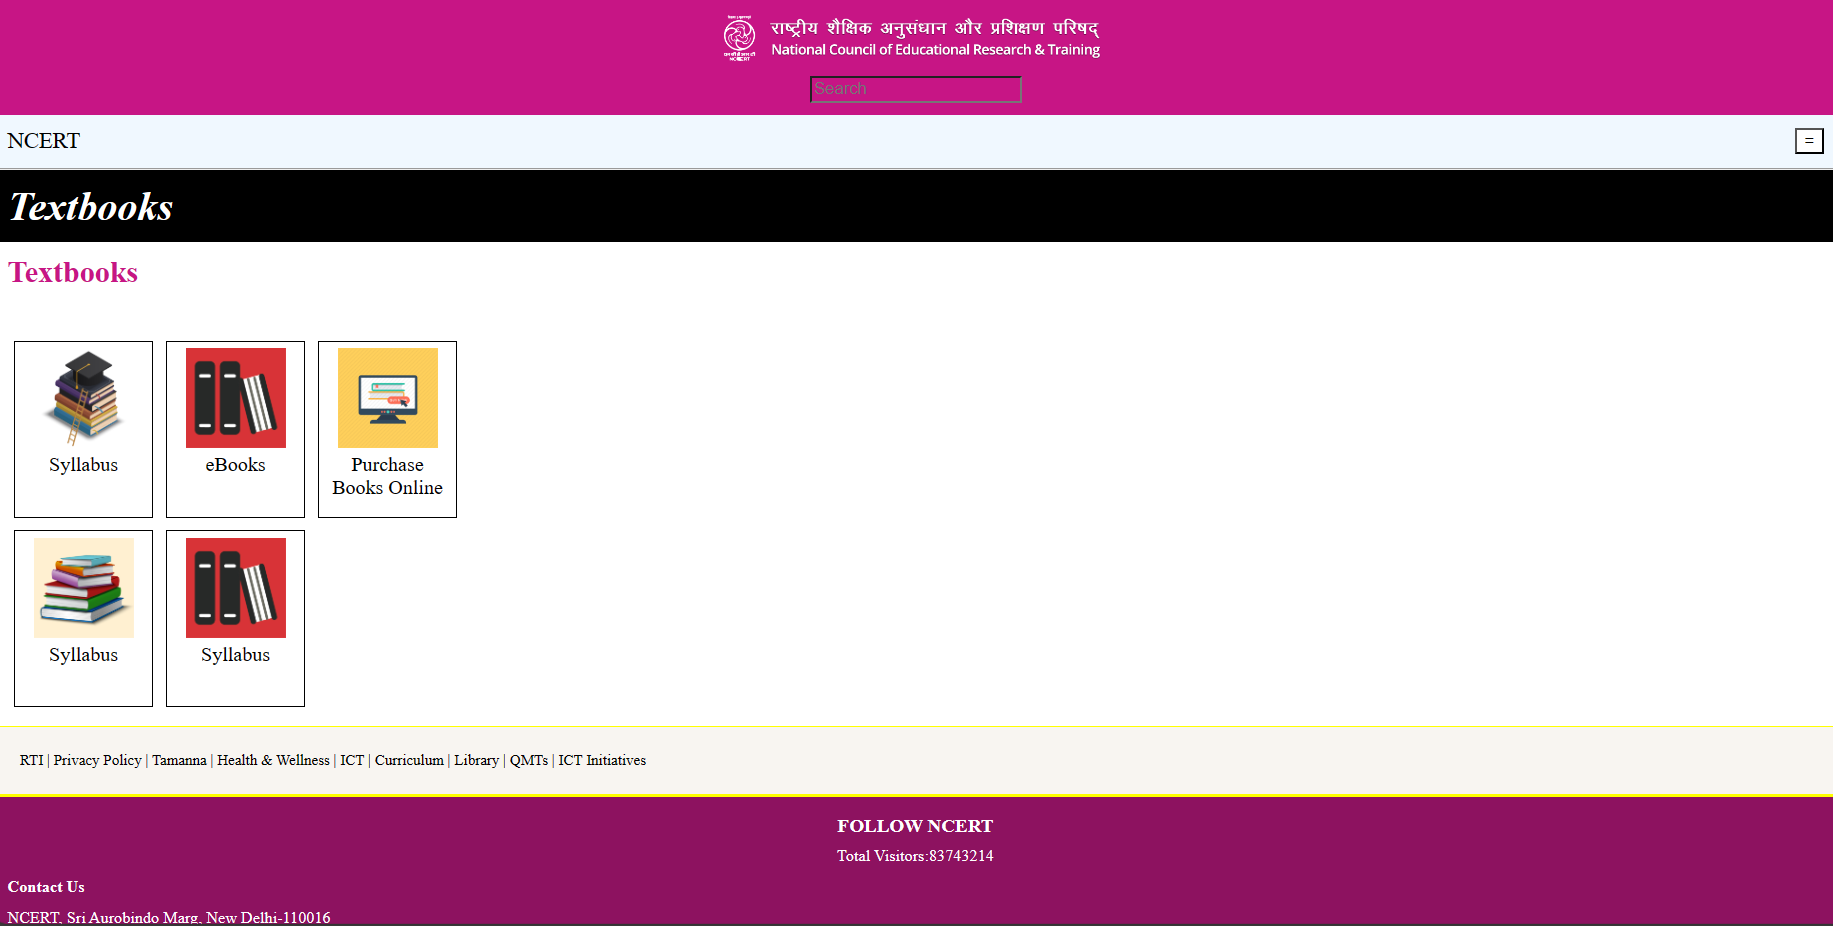 राष्ट्रीय शैक्षिक अनुसंधान और प्रशिक्षण परिषद्
National Council of Educational Research & Training
NCERT
Search
NCERT
=
Textbooks
Textbooks
Syllabus
eBooks
Purchase
Books Online
Syllabus
Syllabus
RTI | Privacy Policy | Tamanna | Health & Wellness | ICT | Curriculum | Library | QMTs | ICT Initiatives
FOLLOW NCERT
Total Visitors:83743214
Contact Us
NCERT, Sri Aurobindo Marg, New Delhi-110016